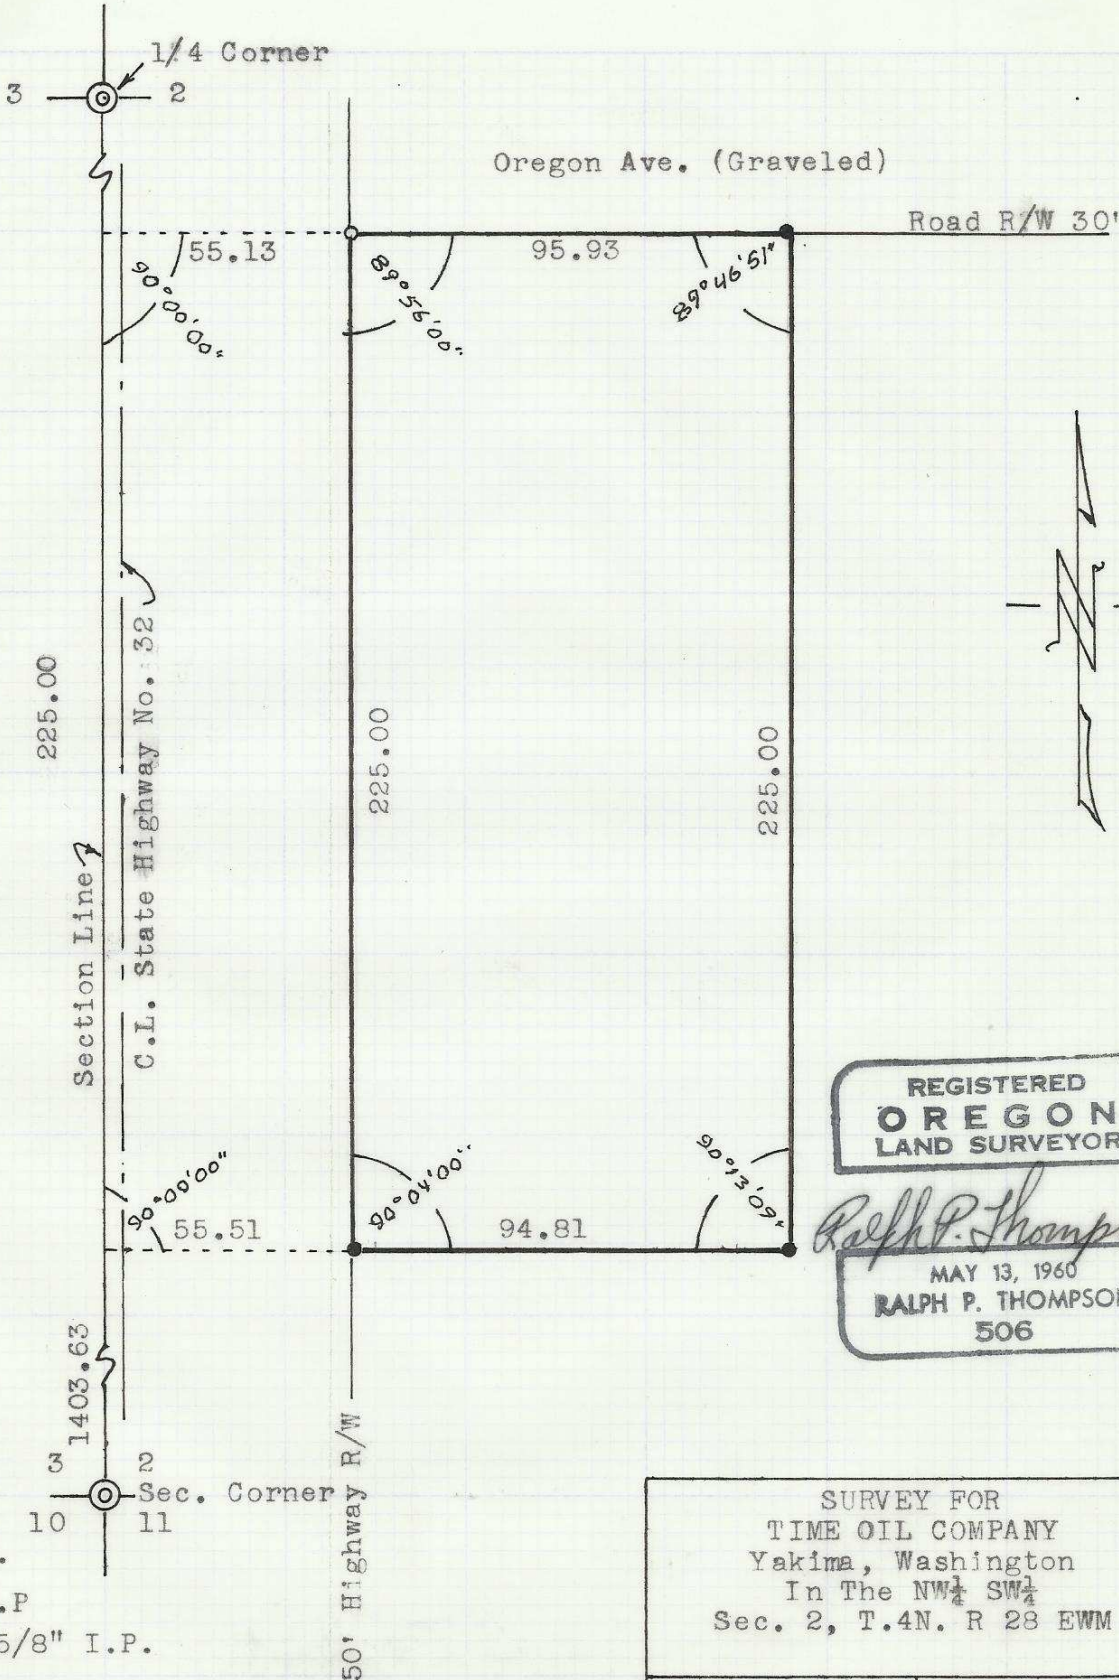 1/4 Corner
3 2
Oregon Ave. (Graveled)
Road R/W 30'
55.13
95.93
90°00'00"
89°56'00"
89°46'51"
225.00
Section Line
C.L. State Highway No. 32
225.00
225.00
REGISTERED
OREGON
LAND SURVEYOR
Ralph P. Thomp
MAY 13, 1960
RALPH P. THOMPSON
506
90°00'00"
90°04'00"
90°13'09"
55.51
94.81
1403.63
3 2
Sec. Corner
10 11
50' Highway R/W
.P
5/8" I.P.
SURVEY FOR
TIME OIL COMPANY
Yakima, Washington
In The NW¼ SW¼
Sec. 2, T.4N. R 28 EWM